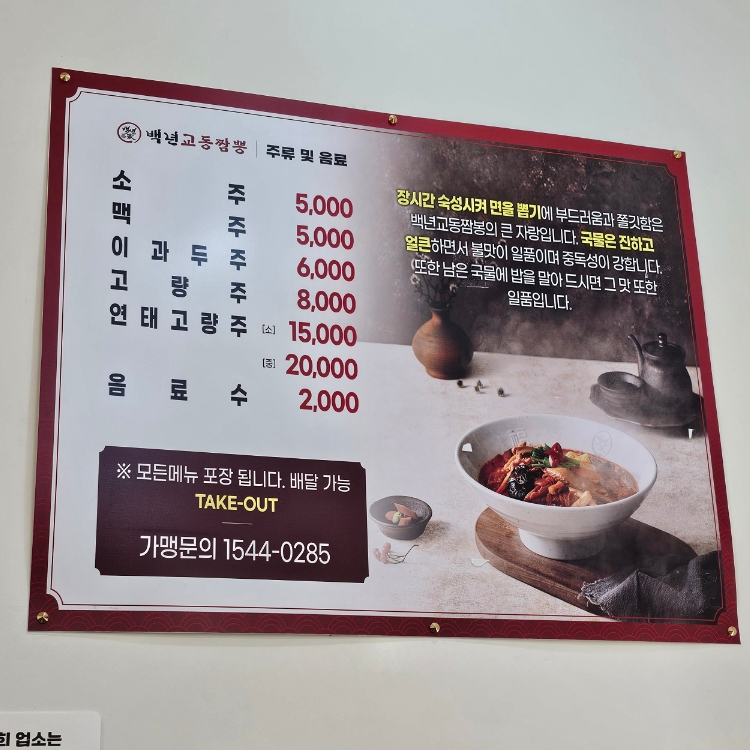 백년교동짬뽕 주류 및 음료
소주 5,000
맥주 5,000
이과두주 6,000
고량주 8,000
연태고량주 [소] 15,000
[중] 20,000
음료수 2,000
※ 모든메뉴 포장 됩니다. 배달 가능
TAKE-OUT
가맹문의 1544-0285
장시간 숙성시켜 면을 뽑기에 부드러움과 쫄깃함은
백년교동짬뽕의 큰 자랑입니다. 국물은 진하고
얼큰하면서 불맛이 일품이며 중독성이 강합니다.
또한 남은 국물에 밥을 말아 드시면 그 맛 또한
일품입니다.
업소는